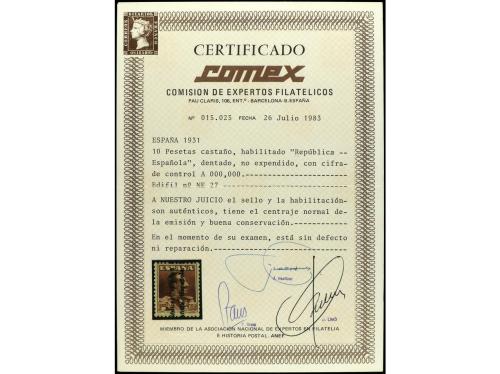 CERTIFICADO
comex
COMISION DE EXPERTOS FILATELICOS
PAU CLARIS, 106, ENT.º - BARCELONA-9. ESPAÑA
Nº 015.025 FECHA 26 Julio 1983
ESPAÑA 1931
10 Pesetas castaño, habilitado "República --
Española", dentado, no expendido, con cifra-
de control A 000,000.
Edifil nº NE 27
A NUESTRO JUICIO el sello y la habilitación-
son auténticos, tiene el centraje normal de-
la emisión y buena conservación.
En el momento de su examen, está sin defecto
ni reparación.
ESPAÑA
MIEMBRO DE LA ASOCIACION NACIONAL DE EXPERTOS EN FILATELIA
E HISTORIA POSTAL. ANEF.